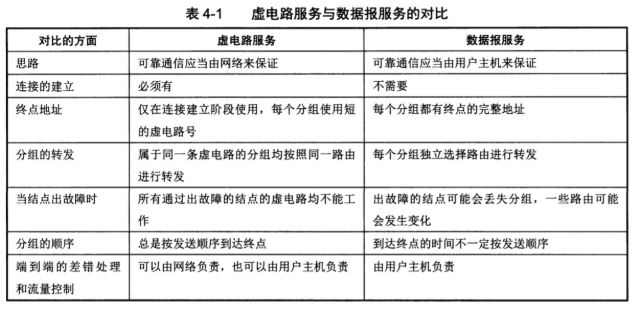 表 4-1 虚电路服务与数据报服务的对比
对比的方面 虚电路服务 数据报服务
思路 可靠通信应当由网络来保证 可靠通信应当由用户主机来保证
连接的建立 必须有 不需要
终点地址 仅在连接建立阶段使用，每个分组使用短 每个分组都有终点的完整地址
的虚电路号
分组的转发 属于同一条虚电路的分组均按照同一路由 每个分组独立选择路由进行转发
进行转发
当结点出故障时 所有通过出故障的结点的虚电路均不能工 出故障的结点可能会丢失分组，一些路由可能
作 会发生变化
分组的顺序 总是按发送顺序到达终点 到达终点的时间不一定按发送顺序
端到端的差错处理 可以由网络负责，也可以由用户主机负责 由用户主机负责
和流量控制